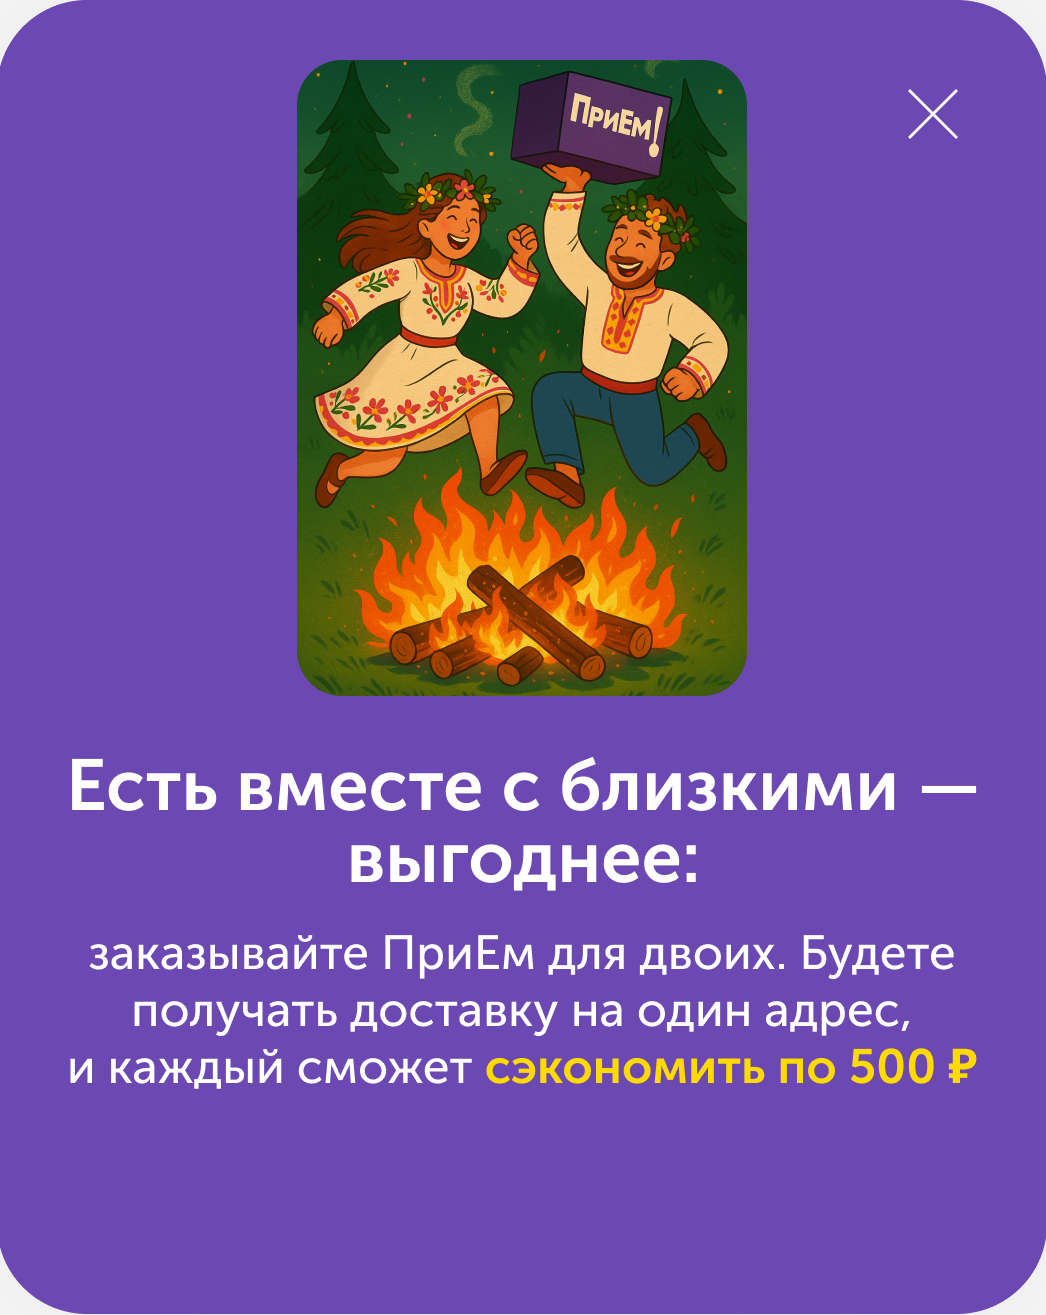 ПриЕм!
Есть вместе с близкими —
выгоднее:
заказывайте ПриЕм для двоих. Будете
получать доставку на один адрес,
и каждый сможет сэкономить по 500 ₽